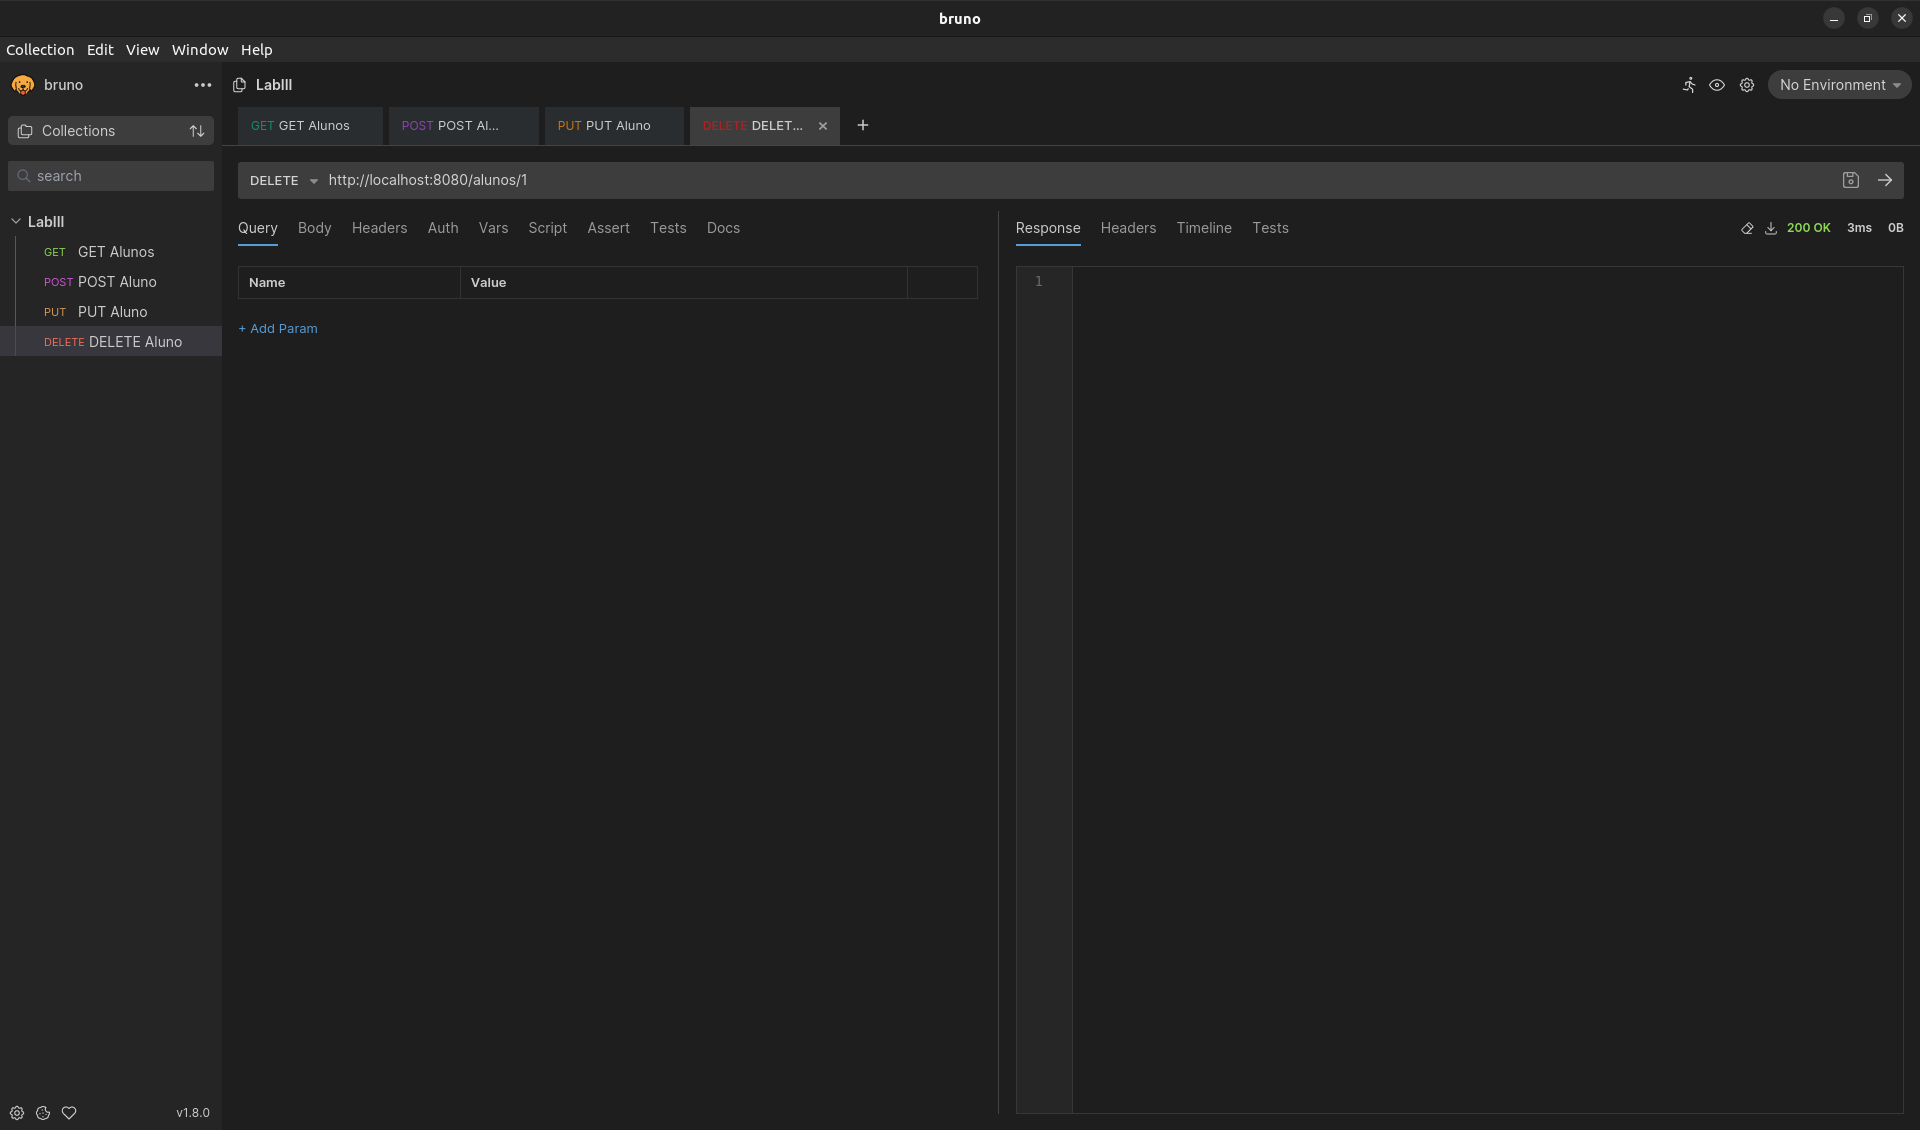 bruno
Collection Edit View Window Help
bruno
LabIII
No Environment
Collections
GET GET Alunos
POST POST Al...
PUT PUT Aluno
DELETE DELET...
search
DELETE http://localhost:8080/alunos/1
LabIII
GET GET Alunos
POST POST Aluno
PUT PUT Aluno
DELETE DELETE Aluno
Query Body Headers Auth Vars Script Assert Tests Docs
Name Value
+ Add Param
Response Headers Timeline Tests
200 OK 3ms 0B
1
v1.8.0